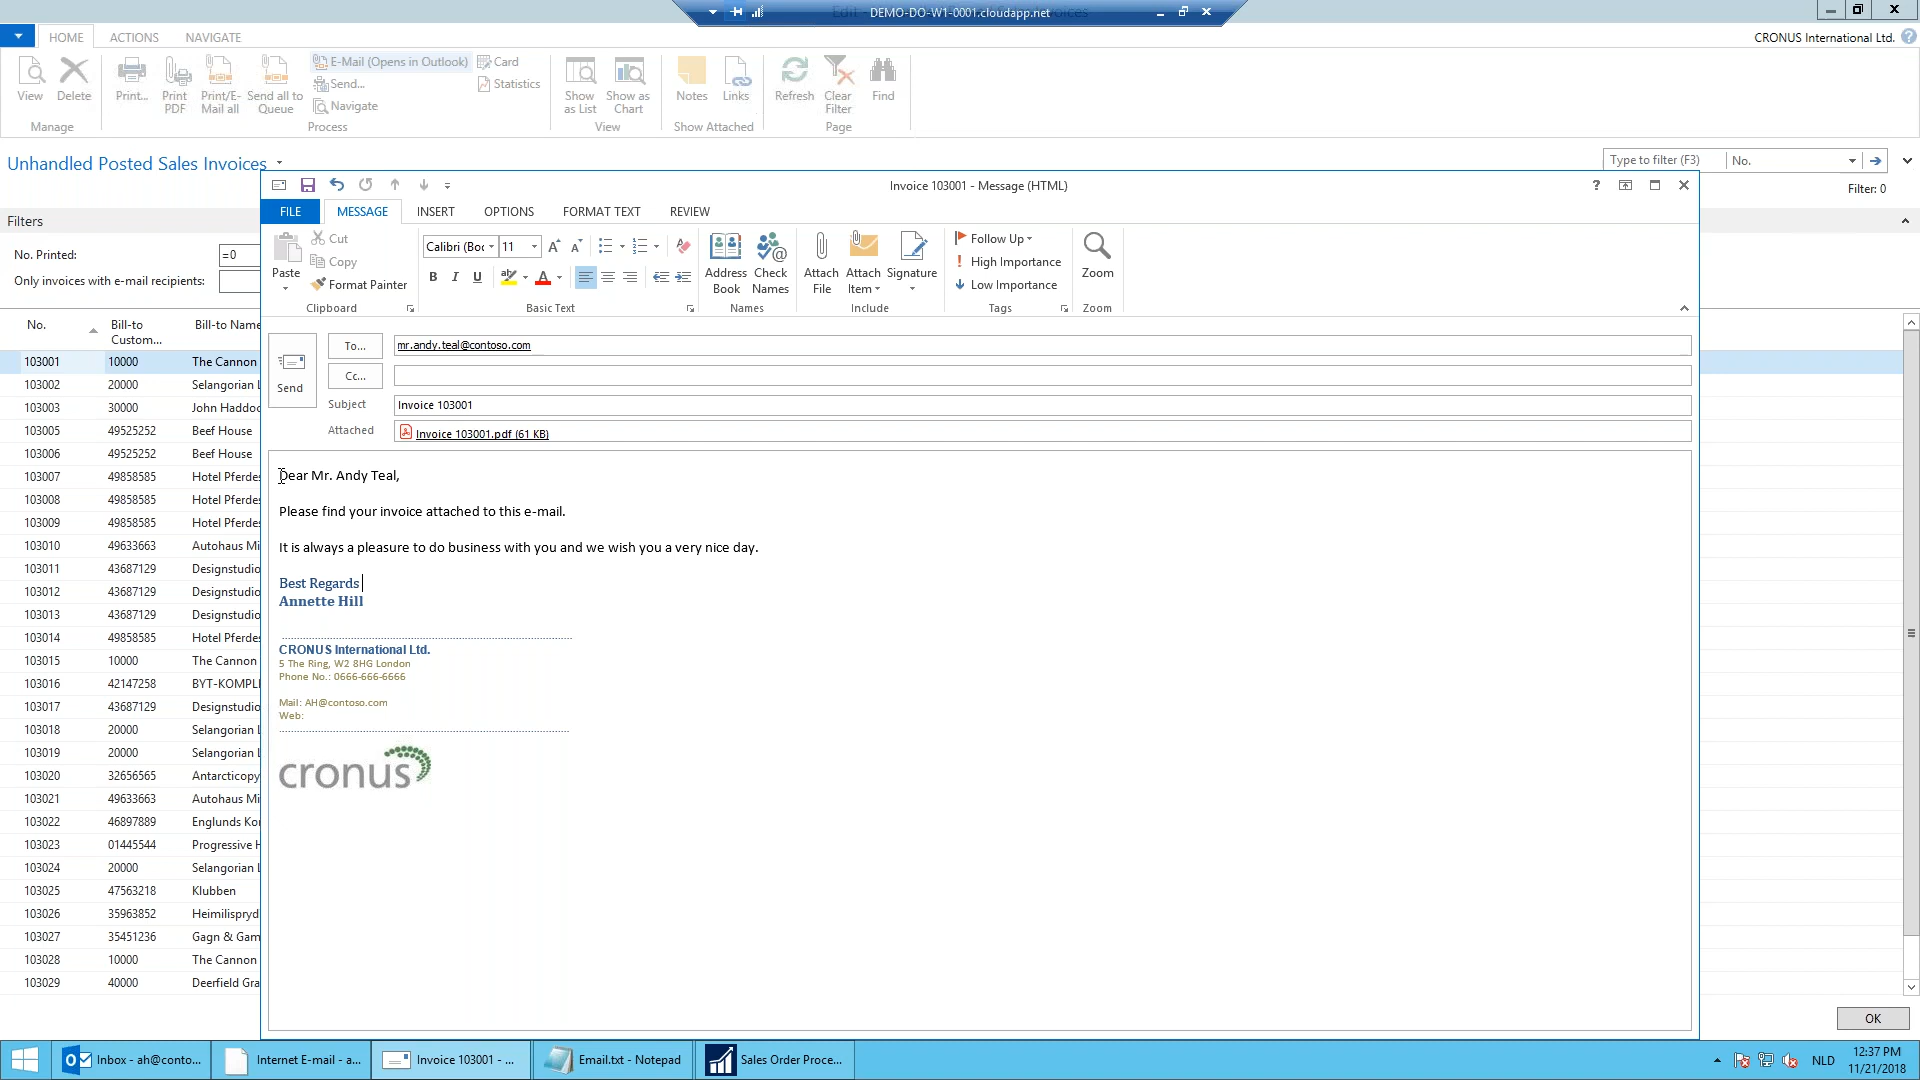 DEMO-DO-W1-0001.cloudapp.net
HOME ACTIONS NAVIGATE
CRONUS International Ltd.
View
Delete
Manage
Print...
Print PDF
Print/E-Mail all
Send all to Queue
E-Mail (Opens in Outlook)
Send...
Navigate
Card
Statistics
Process
Show as List
Show as Chart
View
Notes
Links
Show Attached
Refresh
Clear Filter
Find
Page
Unhandled Posted Sales Invoices
Type to filter (F3)
No.
Filter: 0
Filters
No. Printed: =0
Only invoices with e-mail recipients:
No. Bill-to Custom... Bill-to Name
103001 10000 The Cannon
103002 20000 Selangorian
103003 30000 John Haddoc
103005 49525252 Beef House
103006 49525252 Beef House
103007 49858585 Hotel Pferdes
103008 49858585 Hotel Pferdes
103009 49858585 Hotel Pferdes
103010 49633663 Autohaus Mi
103011 43687129 Designstudio
103012 43687129 Designstudio
103013 43687129 Designstudio
103014 49858585 Hotel Pferdes
103015 10000 The Cannon
103016 42147258 BYT-KOMPL
103017 43687129 Designstudio
103018 20000 Selangorian
103019 20000 Selangorian
103020 32656565 Antarcticopy
103021 49633663 Autohaus Mi
103022 46897889 Englunds Ko
103023 01445544 Progressive
103024 20000 Selangorian
103025 47563218 Klubben
103026 35963852 Heimilispryd
103027 35451236 Gagn & Gam
103028 10000 The Cannon
103029 40000 Deerfield Gra
OK
Invoice 103001 - Message (HTML)
?
FILE MESSAGE INSERT OPTIONS FORMAT TEXT REVIEW
Paste
Cut
Copy
Format Painter
Clipboard
Calibri (Boc 11
B I U
Basic Text
Address Book
Check Names
Names
Attach File
Attach Item
Signature
Include
Follow Up
High Importance
Low Importance
Tags
Zoom
Zoom
Send
To... mr.andy.teal@contoso.com
Cc...
Subject Invoice 103001
Attached Invoice 103001.pdf (61 KB)
Dear Mr. Andy Teal,
Please find your invoice attached to this e-mail.
It is always a pleasure to do business with you and we wish you a very nice day.
Best Regards
Annette Hill
CRONUS International Ltd.
5 The Ring, W2 8HG London
Phone No.: 0666-666-6666
Mail: AH@contoso.com
Web:
cronus
Inbox - ah@conto...
Internet E-mail - a...
Invoice 103001 - ...
Email.txt - Notepad
Sales Order Proce...
NLD
12:37 PM
11/21/2018